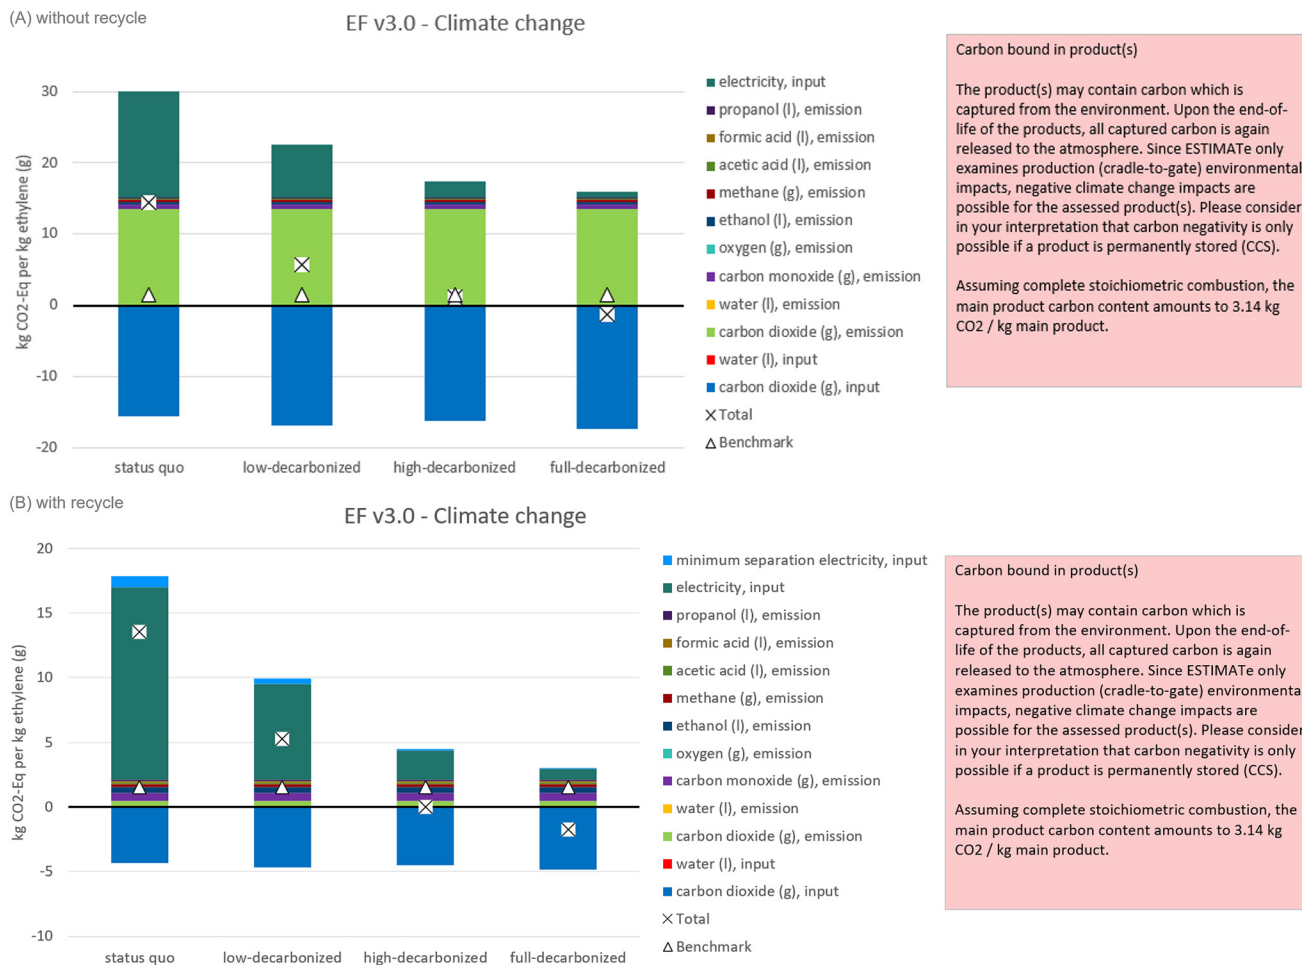 (A) without recycle
EF v3.0 - Climate change
kg CO2-Eq per kg ethylene (g)
30
20
10
0
-10
-20
status quo
low-decarbonized
high-decarbonized
full-decarbonized
electricity, input
propanol (l), emission
formic acid (l), emission
acetic acid (l), emission
methane (g), emission
ethanol (l), emission
oxygen (g), emission
carbon monoxide (g), emission
water (l), emission
carbon dioxide (g), emission
water (l), input
carbon dioxide (g), input
Total
Benchmark
Carbon bound in product(s)
The product(s) may contain carbon which is
captured from the environment. Upon the end-of-
life of the products, all captured carbon is again
released to the atmosphere. Since ESTIMATe only
examines production (cradle-to-gate) environmental
impacts, negative climate change impacts are
possible for the assessed product(s). Please consider
in your interpretation that carbon negativity is only
possible if a product is permanently stored (CCS).
Assuming complete stoichiometric combustion, the
main product carbon content amounts to 3.14 kg
CO2 / kg main product.
(B) with recycle
EF v3.0 - Climate change
kg CO2-Eq per kg ethylene (g)
20
15
10
5
0
-5
-10
status quo
low-decarbonized
high-decarbonized
full-decarbonized
minimum separation electricity, input
electricity, input
propanol (l), emission
formic acid (l), emission
acetic acid (l), emission
methane (g), emission
ethanol (l), emission
oxygen (g), emission
carbon monoxide (g), emission
water (l), emission
carbon dioxide (g), emission
water (l), input
carbon dioxide (g), input
Total
Benchmark
Carbon bound in product(s)
The product(s) may contain carbon which is
captured from the environment. Upon the end-of-
life of the products, all captured carbon is again
released to the atmosphere. Since ESTIMATe only
examines production (cradle-to-gate) environmenta
impacts, negative climate change impacts are
possible for the assessed product(s). Please consider
in your interpretation that carbon negativity is only
possible if a product is permanently stored (CCS).
Assuming complete stoichiometric combustion, the
main product carbon content amounts to 3.14 kg
CO2 / kg main product.